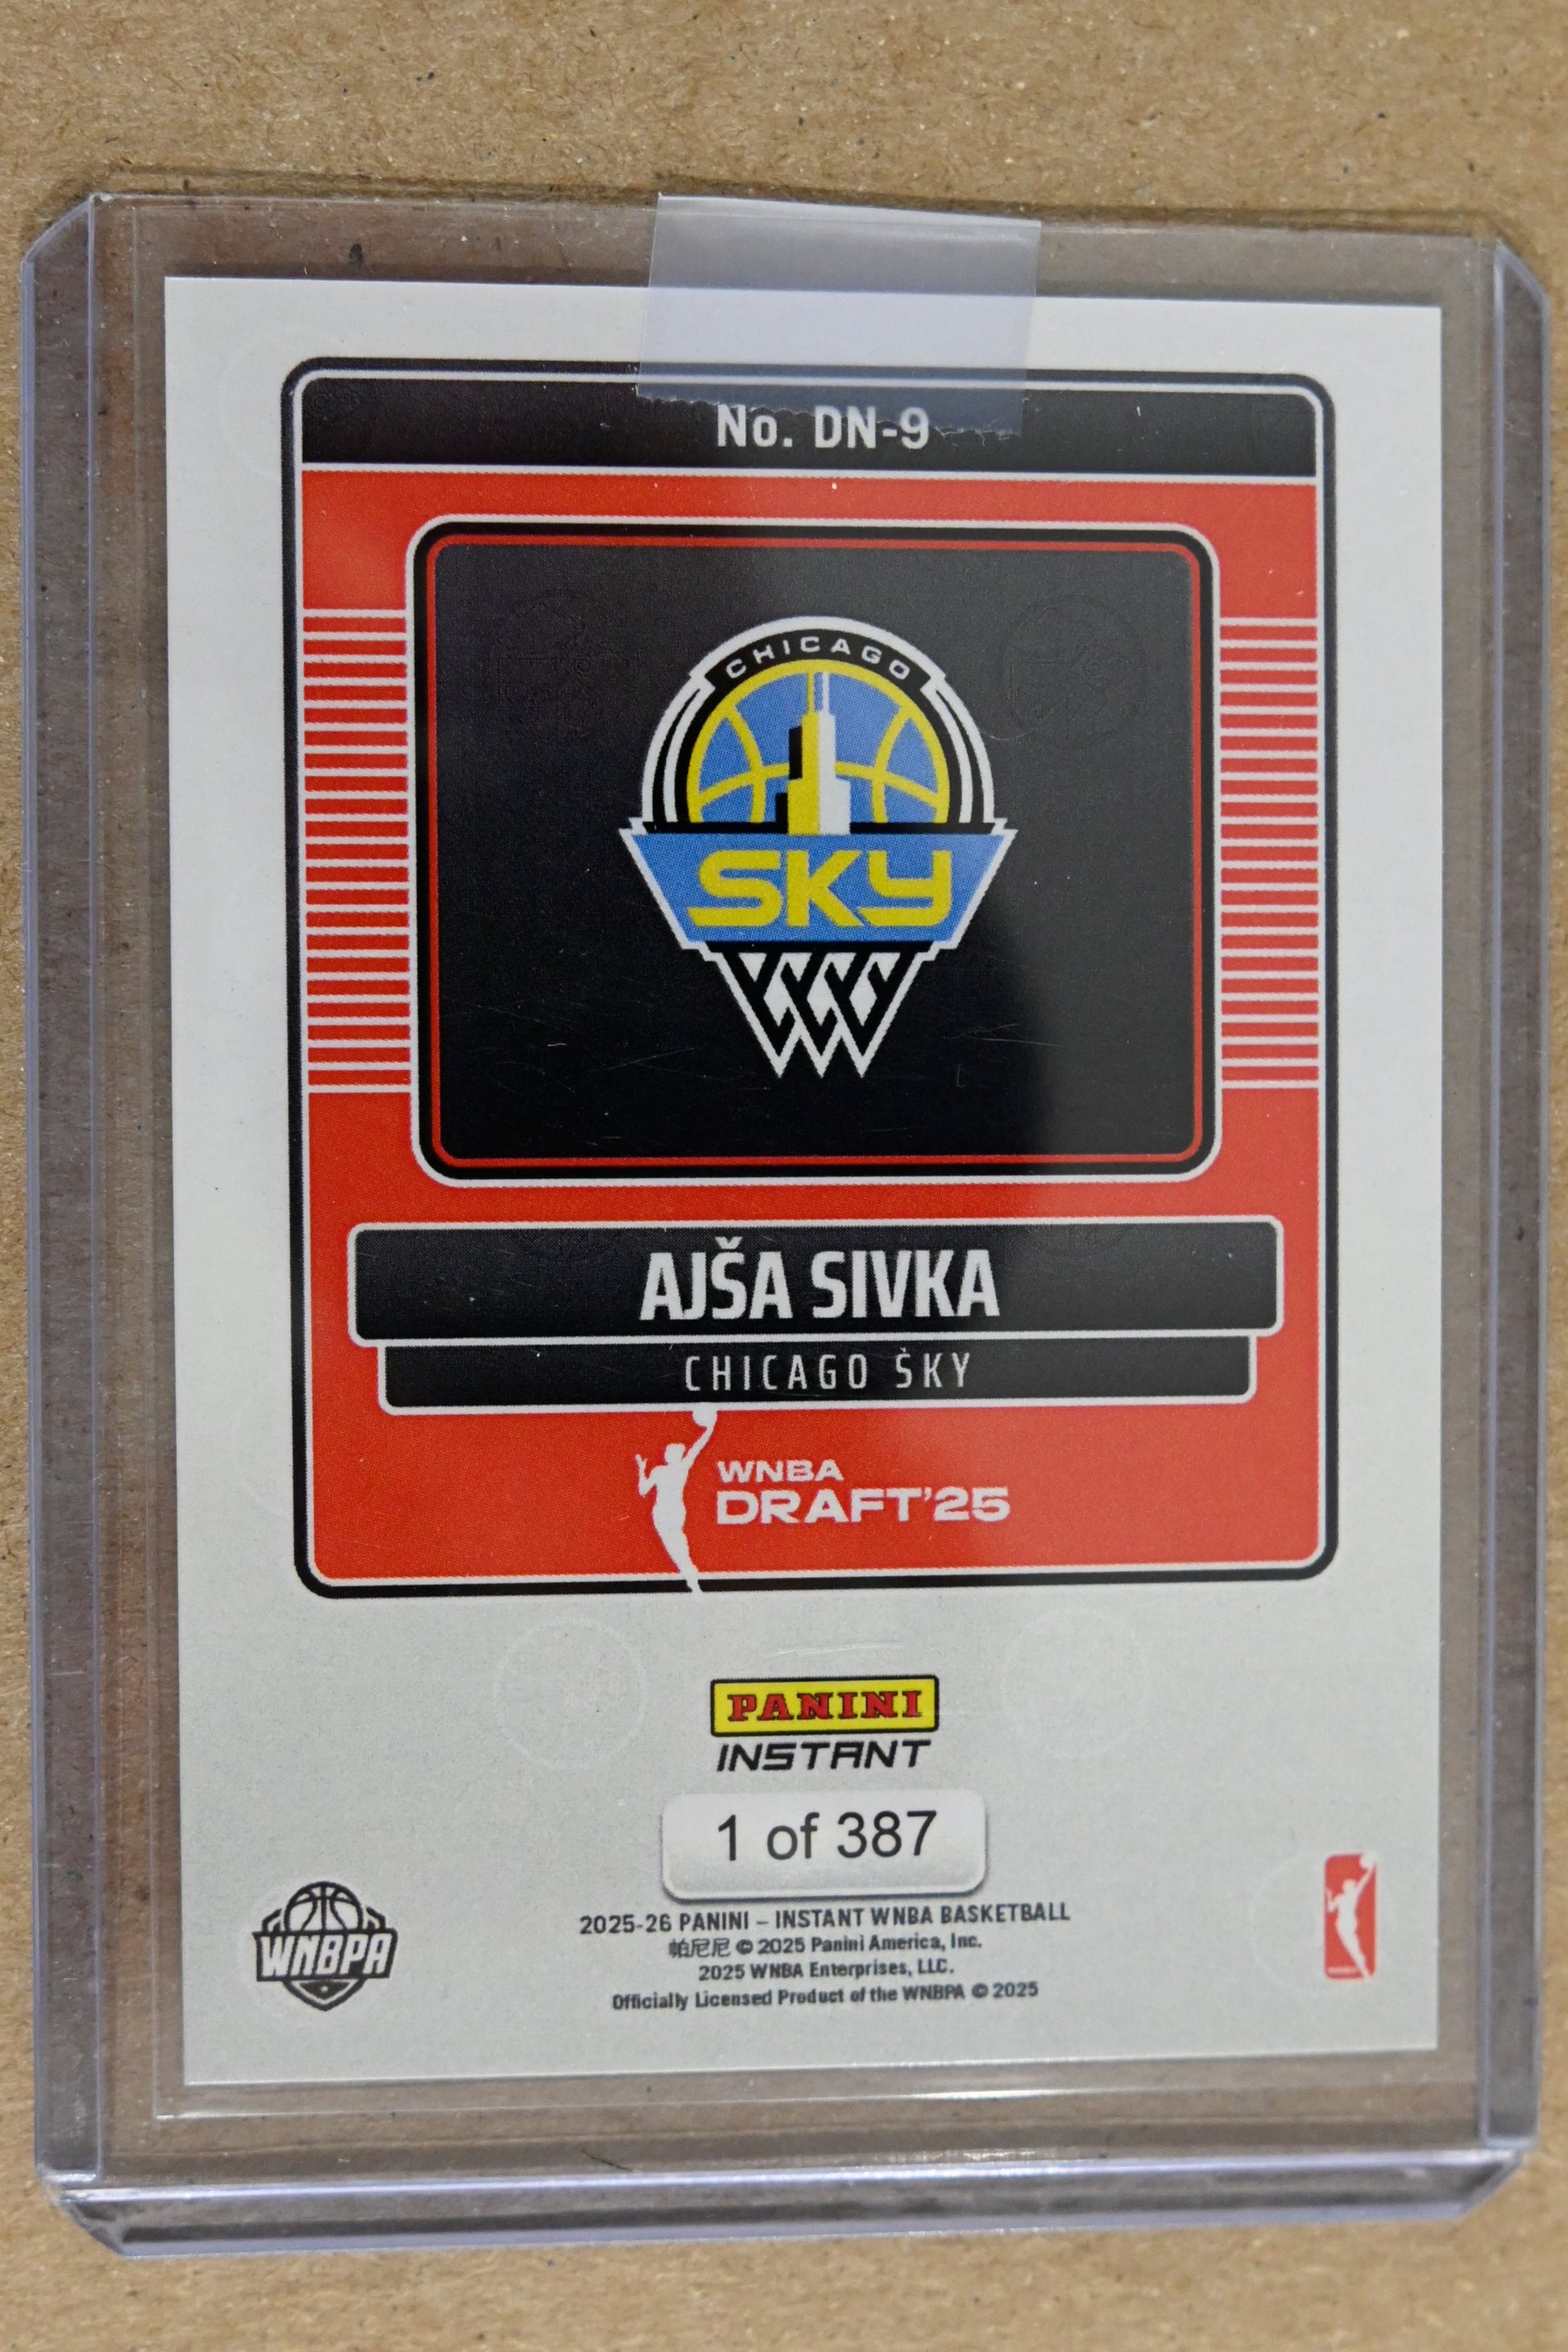 No. DN-9
CHICAGO
SKY
AJŠA SIVKA
CHICAGO SKY
WNBA
DRAFT'25
PANINI
INSTANT
1 of 387
2025-26 PANINI – INSTANT WNBA BASKETBALL
帕尼尼 © 2025 Panini America, Inc.
2025 WNBA Enterprises, LLC.
Officially Licensed Product of the WNBPA © 2025
WNBPA